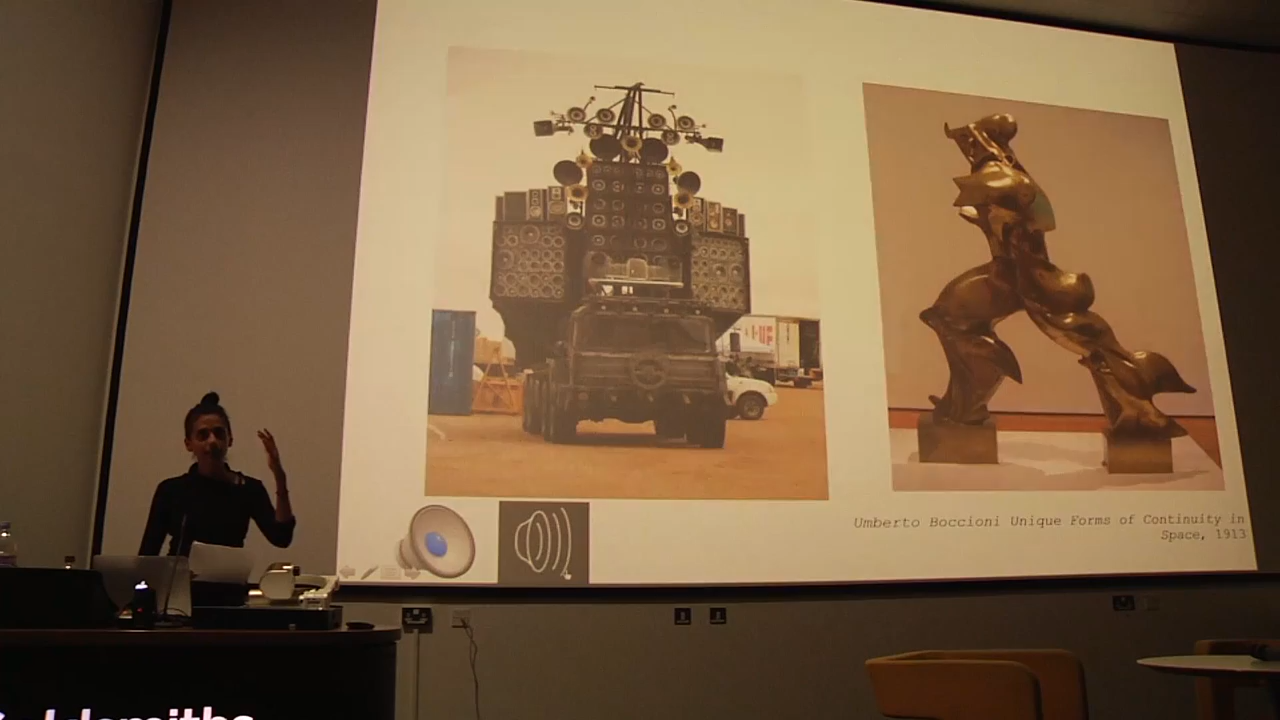 Umberto Boccioni Unique Forms of Continuity in
Space, 1913